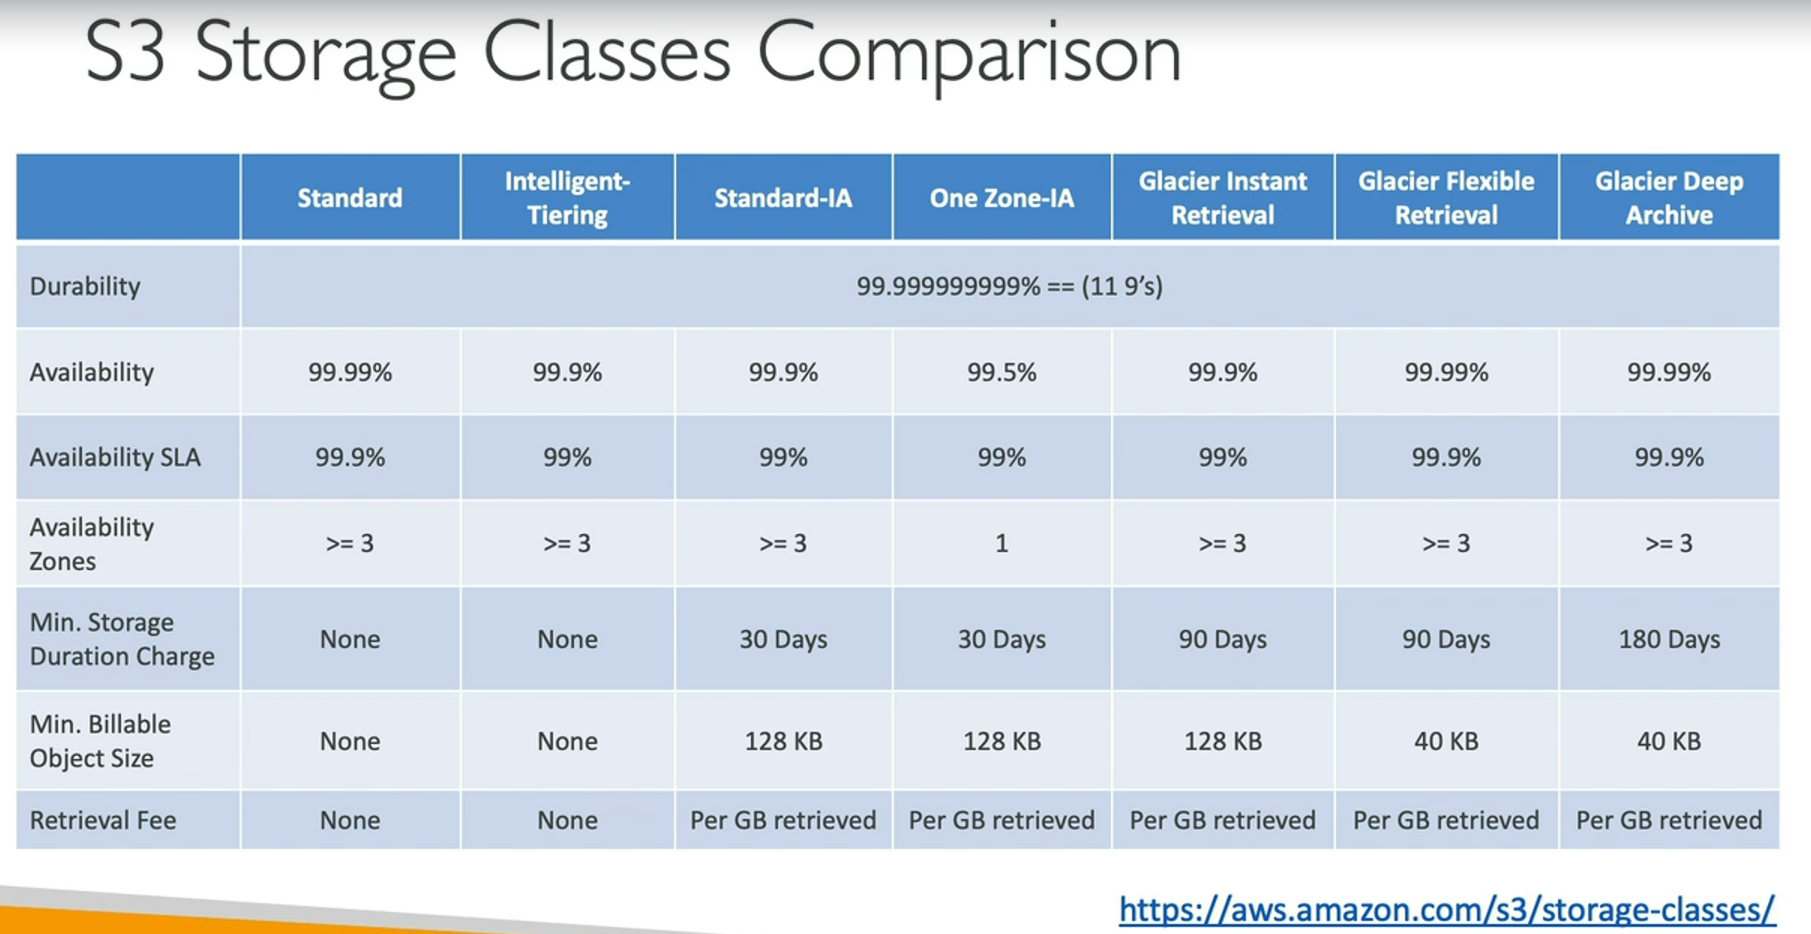 S3 Storage Classes Comparison
Standard
Intelligent-
Tiering
Standard-IA
One Zone-IA
Glacier Instant
Retrieval
Glacier Flexible
Retrieval
Glacier Deep
Archive
Durability
99.999999999% == (11 9’s)
Availability
99.99%
99.9%
99.9%
99.5%
99.9%
99.99%
99.99%
Availability SLA
99.9%
99%
99%
99%
99%
99.9%
99.9%
Availability
Zones
>= 3
>= 3
>= 3
1
>= 3
>= 3
>= 3
Min. Storage
Duration Charge
None
None
30 Days
30 Days
90 Days
90 Days
180 Days
Min. Billable
Object Size
None
None
128 KB
128 KB
128 KB
40 KB
40 KB
Retrieval Fee
None
None
Per GB retrieved
Per GB retrieved
Per GB retrieved
Per GB retrieved
Per GB retrieved
https://aws.amazon.com/s3/storage-classes/